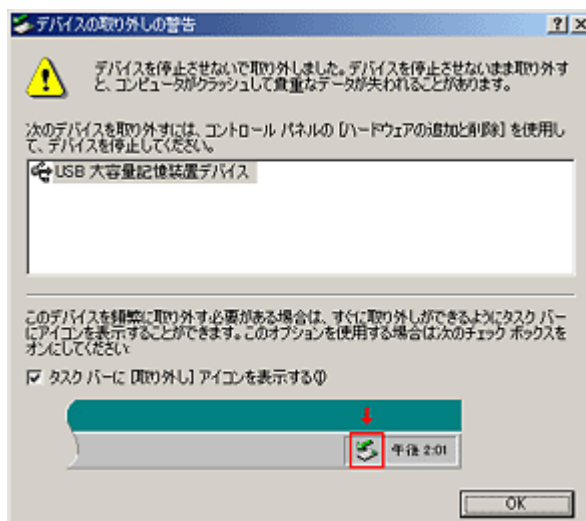 デバイスの取り外しの警告
デバイスを停止させないで取り外しました。デバイスを停止させないまま取り外す
と、コンピュータがクラッシュして貴重なデータが失われることがあります。
次のデバイスを取り外すには、コントロール パネルの [ハードウェアの追加と削除] を使用し
て、デバイスを停止してください。
USB 大容量記憶装置デバイス
このデバイスを頻繁に取り外す必要がある場合は、すぐに取り外しができるようにタスク バー
にアイコンを表示することができます。このオプションを使用する場合は次のチェック ボックスを
オンにしてください:
タスク バーに [取り外し] アイコンを表示する(I)
午後 2:01
OK